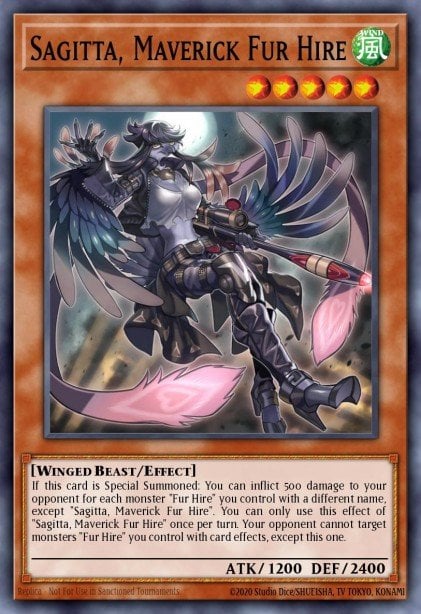 Sagitta, Maverick Fur Hire
WIND
風
[Winged Beast/Effect]
If this card is Special Summoned: You can inflict 500 damage to your
opponent for each monster "Fur Hire" you control with a different name,
except "Sagitta, Maverick Fur Hire". You can only use this effect of
"Sagitta, Maverick Fur Hire" once per turn. Your opponent cannot target
monsters "Fur Hire" you control with card effects, except this one.
ATK/1200 DEF/2400
Replica - Not For Use in Sanctioned Tournaments ©2020 Studio Dice/SHUEISHA, TV TOKYO, KONAMI